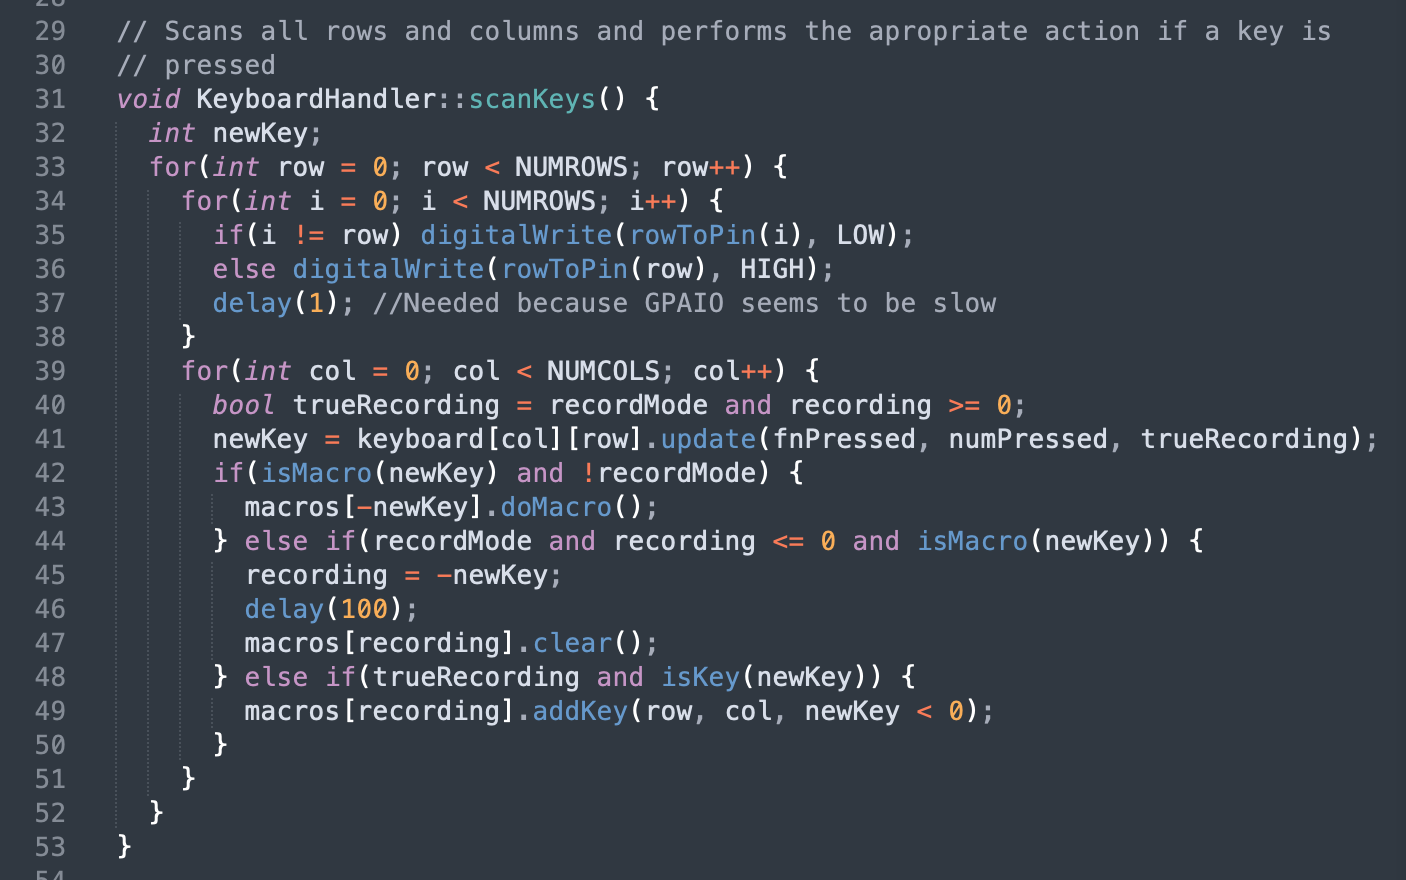 29 // Scans all rows and columns and performs the apropriate action if a key is
30 // pressed
31 void KeyboardHandler::scanKeys() {
32   int newKey;
33   for(int row = 0; row < NUMROWS; row++) {
34     for(int i = 0; i < NUMROWS; i++) {
35       if(i != row) digitalWrite(rowToPin(i), LOW);
36       else digitalWrite(rowToPin(row), HIGH);
37       delay(1); //Needed because GPAIO seems to be slow
38     }
39     for(int col = 0; col < NUMCOLS; col++) {
40       bool trueRecording = recordMode and recording >= 0;
41       newKey = keyboard[col][row].update(fnPressed, numPressed, trueRecording);
42       if(isMacro(newKey) and !recordMode) {
43         macros[-newKey].doMacro();
44       } else if(recordMode and recording <= 0 and isMacro(newKey)) {
45         recording = -newKey;
46         delay(100);
47         macros[recording].clear();
48       } else if(trueRecording and isKey(newKey)) {
49         macros[recording].addKey(row, col, newKey < 0);
50       }
51     }
52   }
53 }